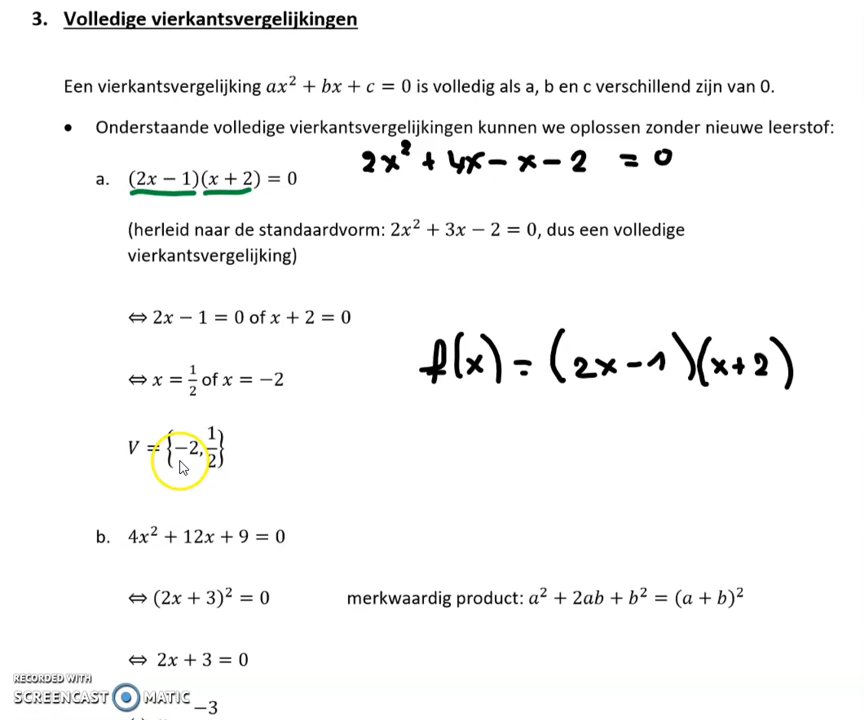 3. Volledige vierkantsvergelijkingen
Een vierkantsvergelijking ax² + bx + c = 0 is volledig als a, b en c verschillend zijn van 0.
• Onderstaande volledige vierkantsvergelijkingen kunnen we oplossen zonder nieuwe leerstof:
2x² + 4x - x - 2 = 0
a. (2x − 1)(x + 2) = 0
(herleid naar de standaardvorm: 2x² + 3x − 2 = 0, dus een volledige
vierkantsvergelijking)
⇔ 2x − 1 = 0 of x + 2 = 0
f(x) = (2x-1)(x+2)
⇔ x = 1/2 of x = −2
V = {−2, 1/2}
b. 4x² + 12x + 9 = 0
⇔ (2x + 3)² = 0 merkwaardig product: a² + 2ab + b² = (a + b)²
⇔ 2x + 3 = 0
RECORDED WITH
SCREENCAST O MATIC
−3